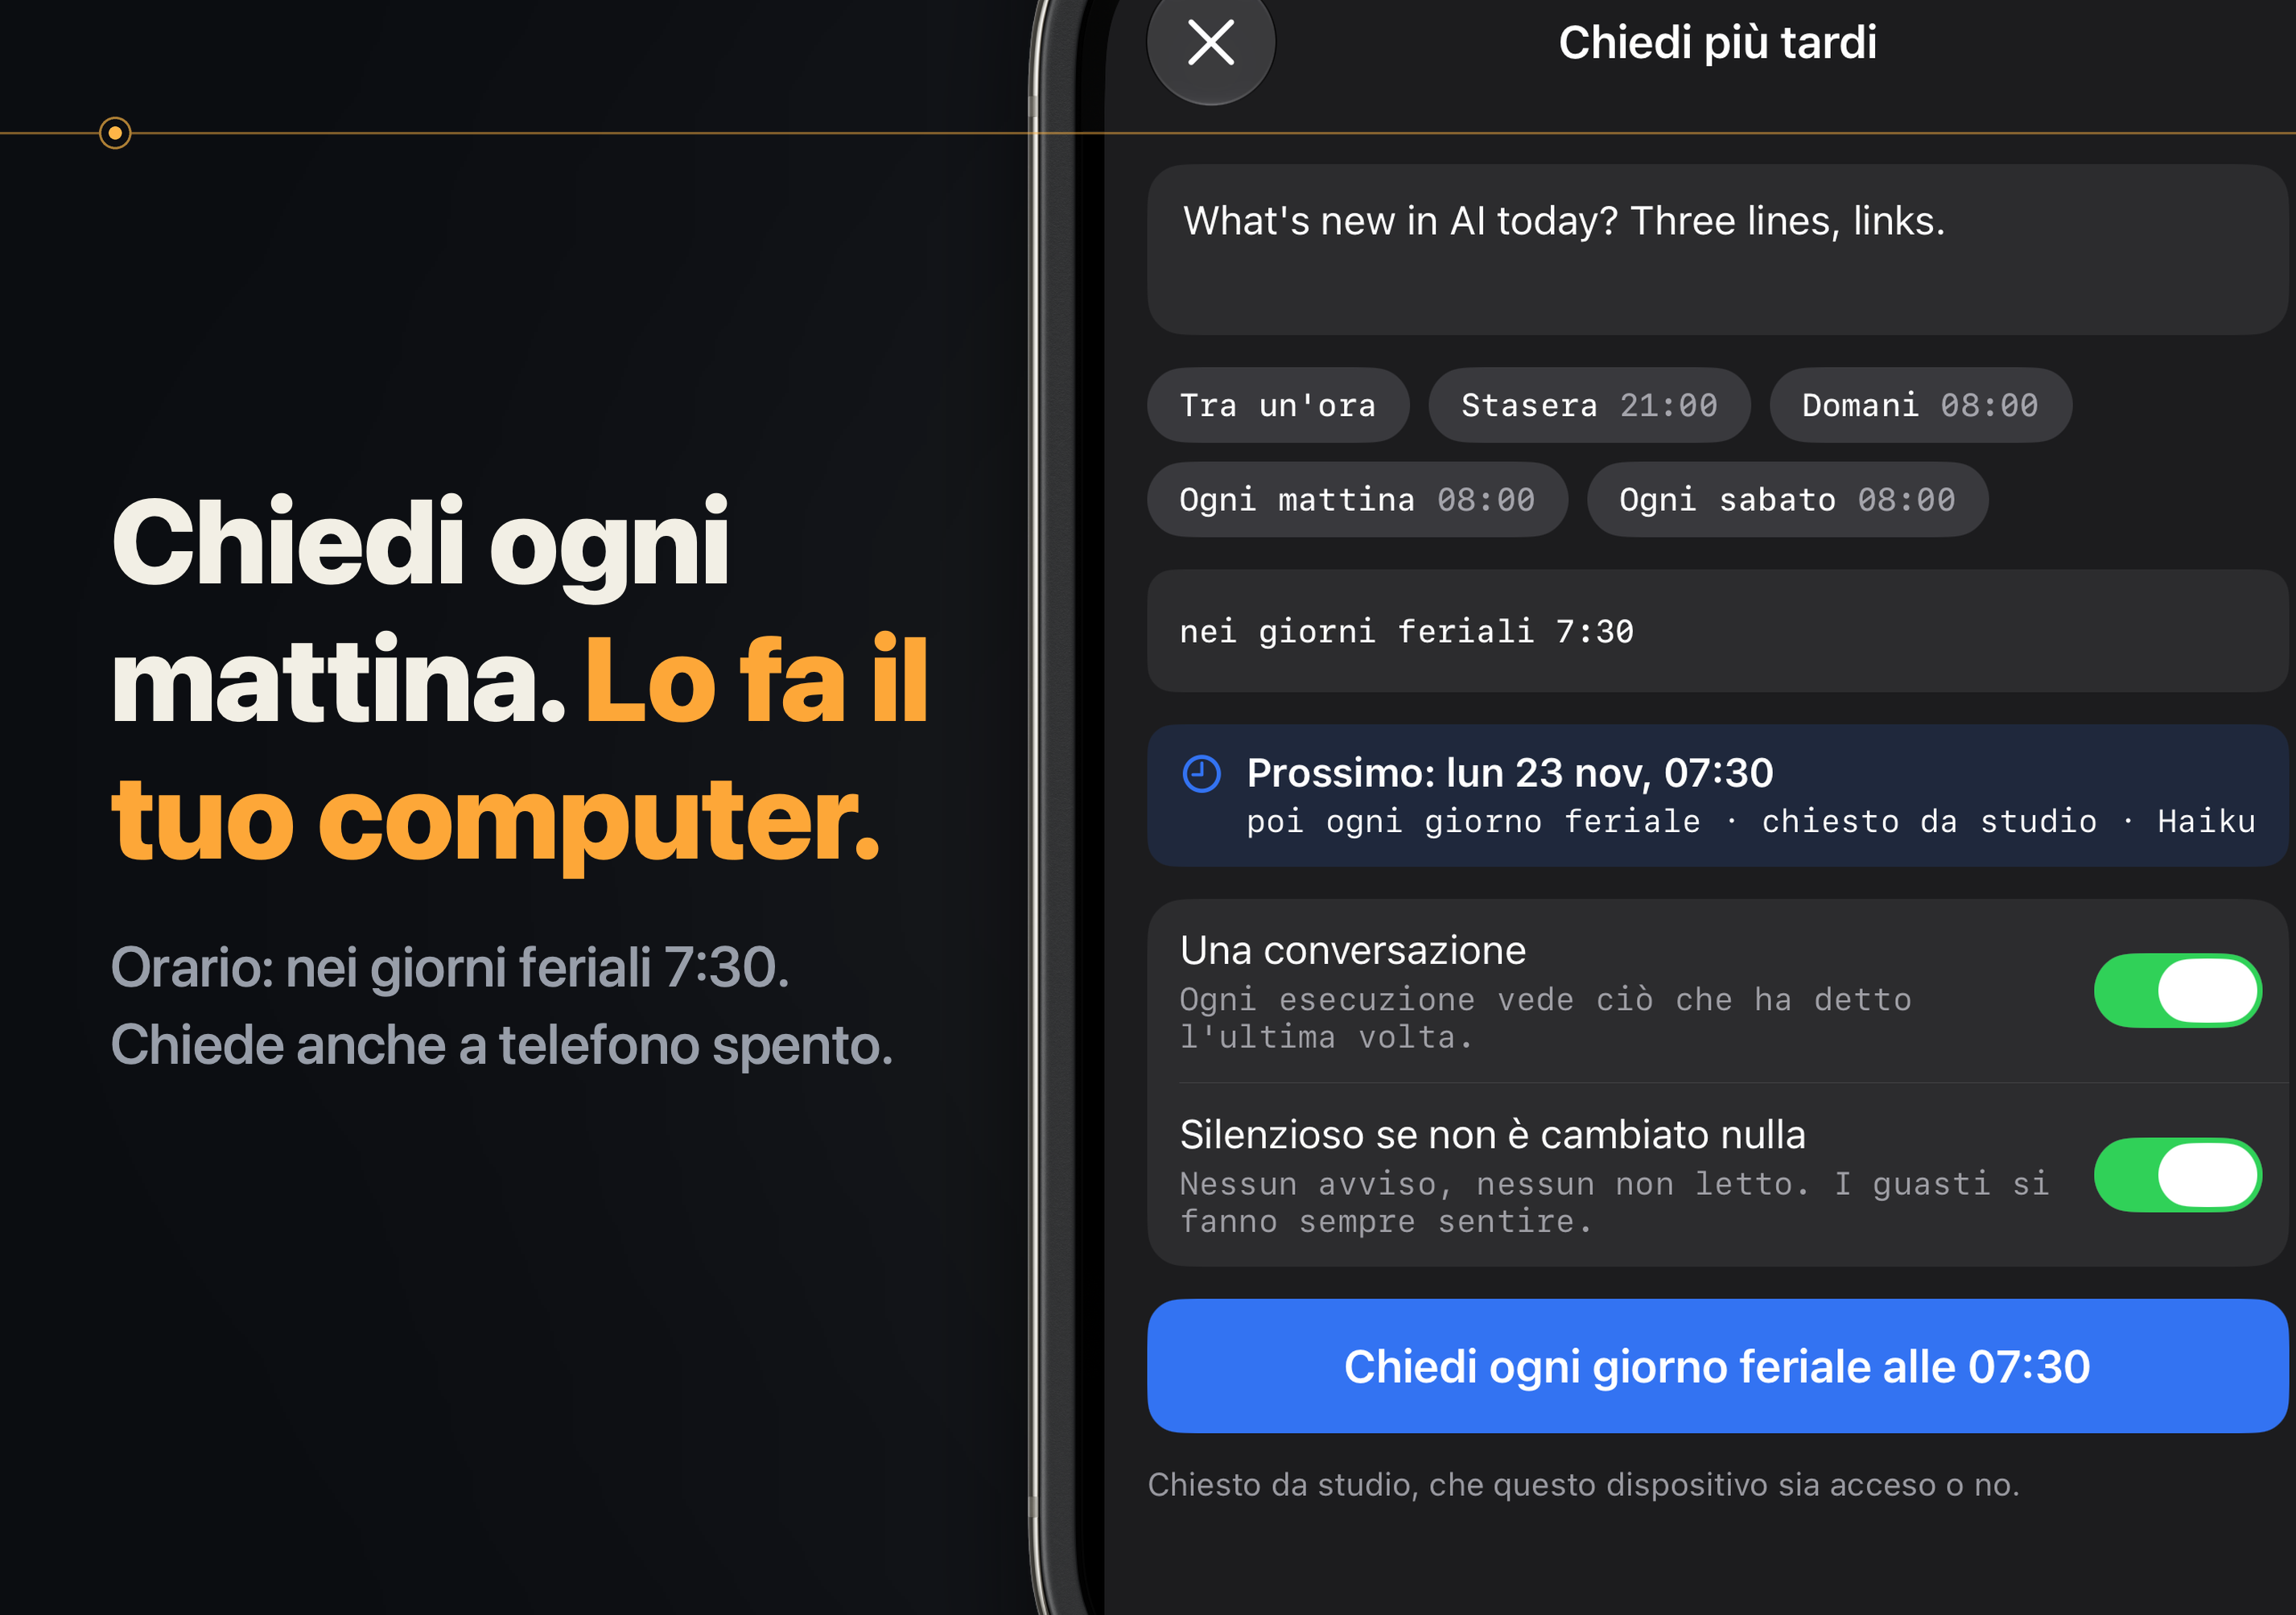 Chiedi ogni
mattina. Lo fa il
tuo computer.
Orario: nei giorni feriali 7:30.
Chiede anche a telefono spento.
Chiedi più tardi
What's new in AI today? Three lines, links.
Tra un'ora
Stasera 21:00
Domani 08:00
Ogni mattina 08:00
Ogni sabato 08:00
nei giorni feriali 7:30
Prossimo: lun 23 nov, 07:30
poi ogni giorno feriale · chiesto da studio · Haiku
Una conversazione
Ogni esecuzione vede ciò che ha detto
l'ultima volta.
Silenzioso se non è cambiato nulla
Nessun avviso, nessun non letto. I guasti si
fanno sempre sentire.
Chiedi ogni giorno feriale alle 07:30
Chiesto da studio, che questo dispositivo sia acceso o no.